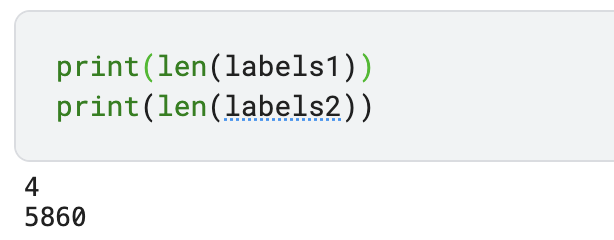 print(len(labels1))
print(len(labels2))
4
5860